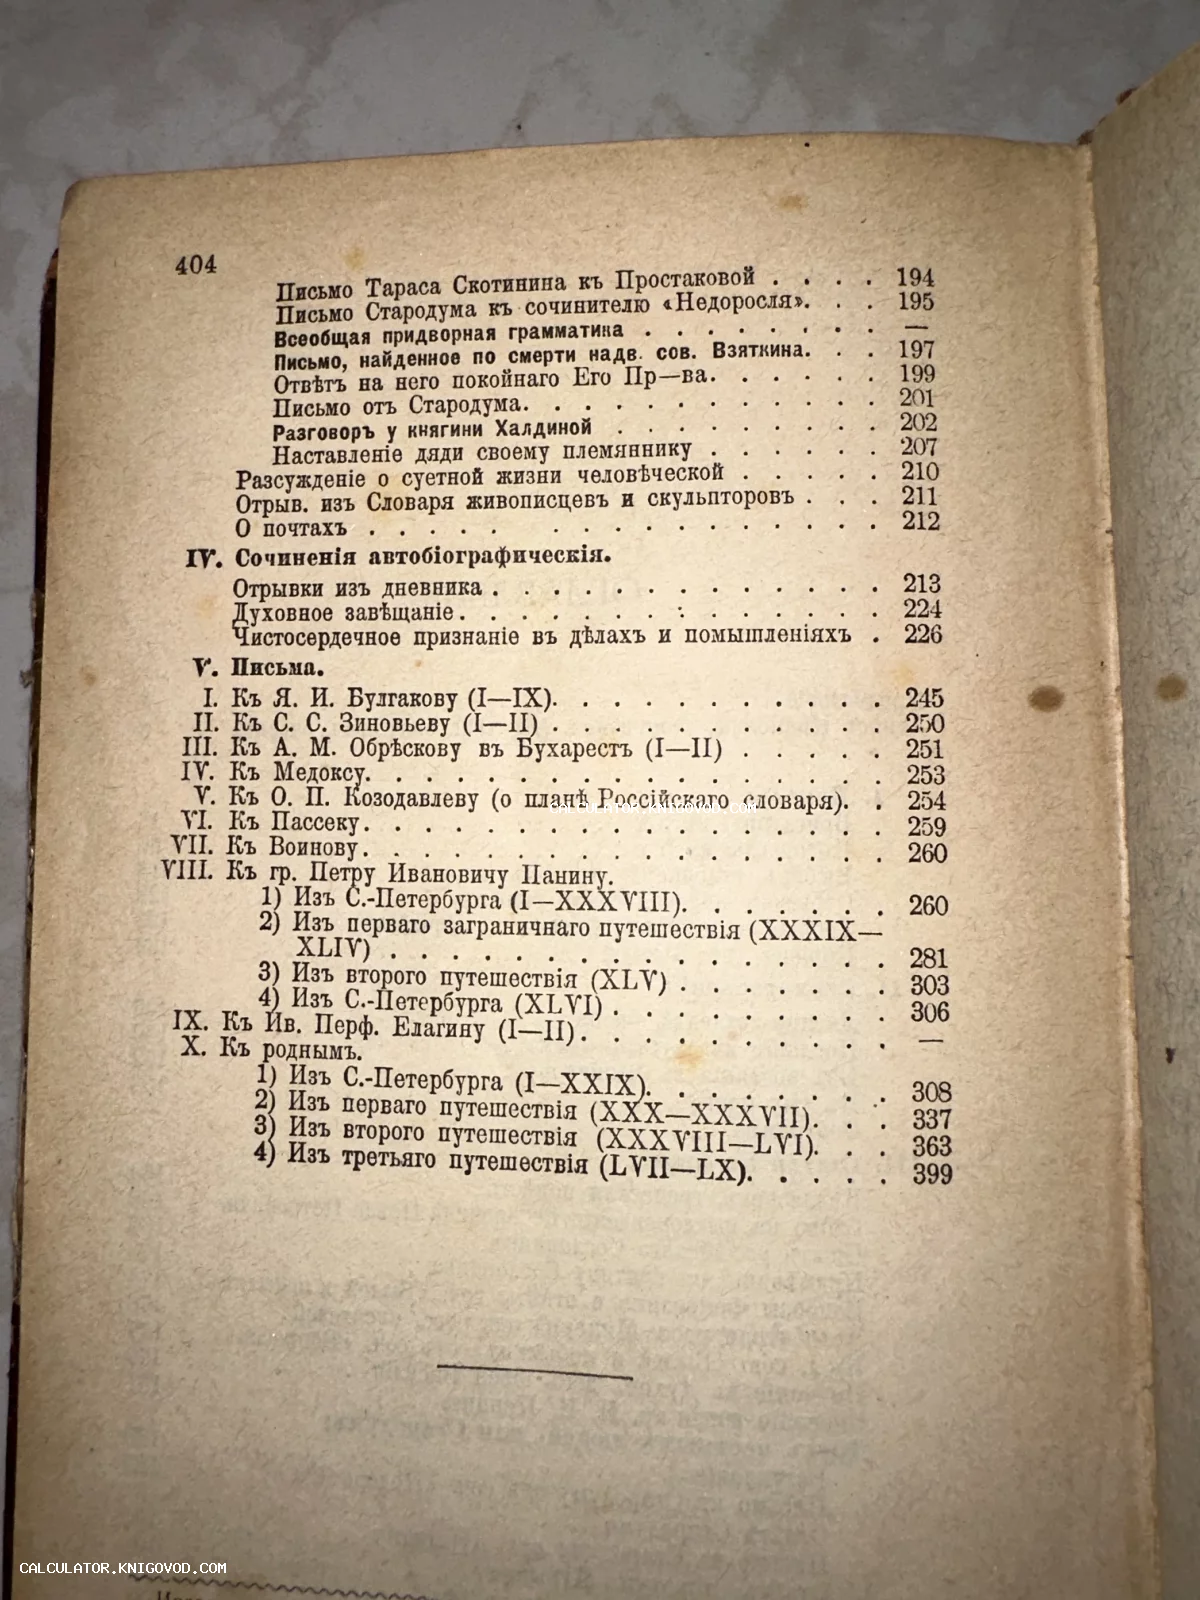 404
Письмо Тараса Скотинина къ Простаковой . . . . 194
Письмо Стародума къ сочинителю «Недоросля». . . 195
Всеобщая придворная грамматика . . . . . . . . —
Письмо, найденное по смерти надв. сов. Взяткина. . . 197
Отвѣтъ на него покойнаго Его Пр—ва. . . . . . 199
Письмо отъ Стародума. . . . . . . . . . . . 201
Разговоръ у княгини Халдиной . . . . . . . . . 202
Наставленіе дяди своему племяннику . . . . . . 207
Разсужденіе о суетной жизни человѣческой . . . . . 210
Отрыв. изъ Словаря живописцевъ и скульпторовъ . . . 211
О почтахъ . . . . . . . . . . . . . . . . 212
IV. Сочиненія автобіографическія.
Отрывки изъ дневника . . . . . . . . . . . . . 213
Духовное завѣщаніе . . . . . . . . . . . . . . 224
Чистосердечное признаніе въ дѣлахъ и помышленіяхъ . 226
V. Письма.
I. Къ Я. И. Булгакову (I—IX). . . . . . . . . . . 245
II. Къ С. С. Зиновьеву (I—II) . . . . . . . . . . . 250
III. Къ А. М. Обрѣскову въ Бухарестъ (I—II) . . . . . 251
IV. Къ Медоксу. . . . . . . . . . . . . . . . . 253
V. Къ О. П. Козодавлеву (о планѣ Россійскаго словаря). . 254
CALCULATOR.KNIGOVOD.COM
VI. Къ Пассеку. . . . . . . . . . . . . . . . . 259
VII. Къ Воинову. . . . . . . . . . . . . . . . . 260
VIII. Къ гр. Петру Ивановичу Панину.
1) Изъ С.-Петербурга (I—XXXVIII). . . . . . . 260
2) Изъ перваго заграничнаго путешествія (XXXIX—
XLIV) . . . . . . . . . . . . . . . . 281
3) Изъ второго путешествія (XLV) . . . . . . . 303
4) Изъ С.-Петербурга (XLVI) . . . . . . . . . 306
IX. Къ Ив. Перф. Елагину (I—II). . . . . . . . . . —
X. Къ роднымъ.
1) Изъ С.-Петербурга (I—XXIX). . . . . . . . 308
2) Изъ перваго путешествія (XXX—XXXVII). . . 337
3) Изъ второго путешествія (XXXVIII—LVI). . . 363
4) Изъ третьяго путешествія (LVII—LX). . . . . 399
CALCULATOR.KNIGOVOD.COM